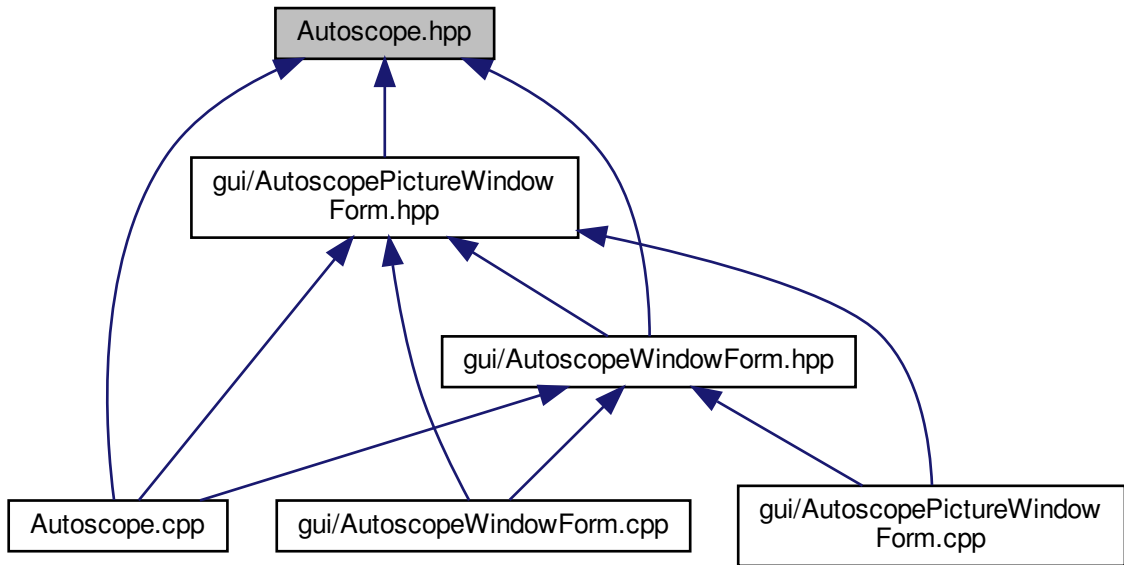 Autoscope.hpp
gui/AutoscopePictureWindow
Form.hpp
gui/AutoscopeWindowForm.hpp
Autoscope.cpp
gui/AutoscopeWindowForm.cpp
gui/AutoscopePictureWindow
Form.cpp